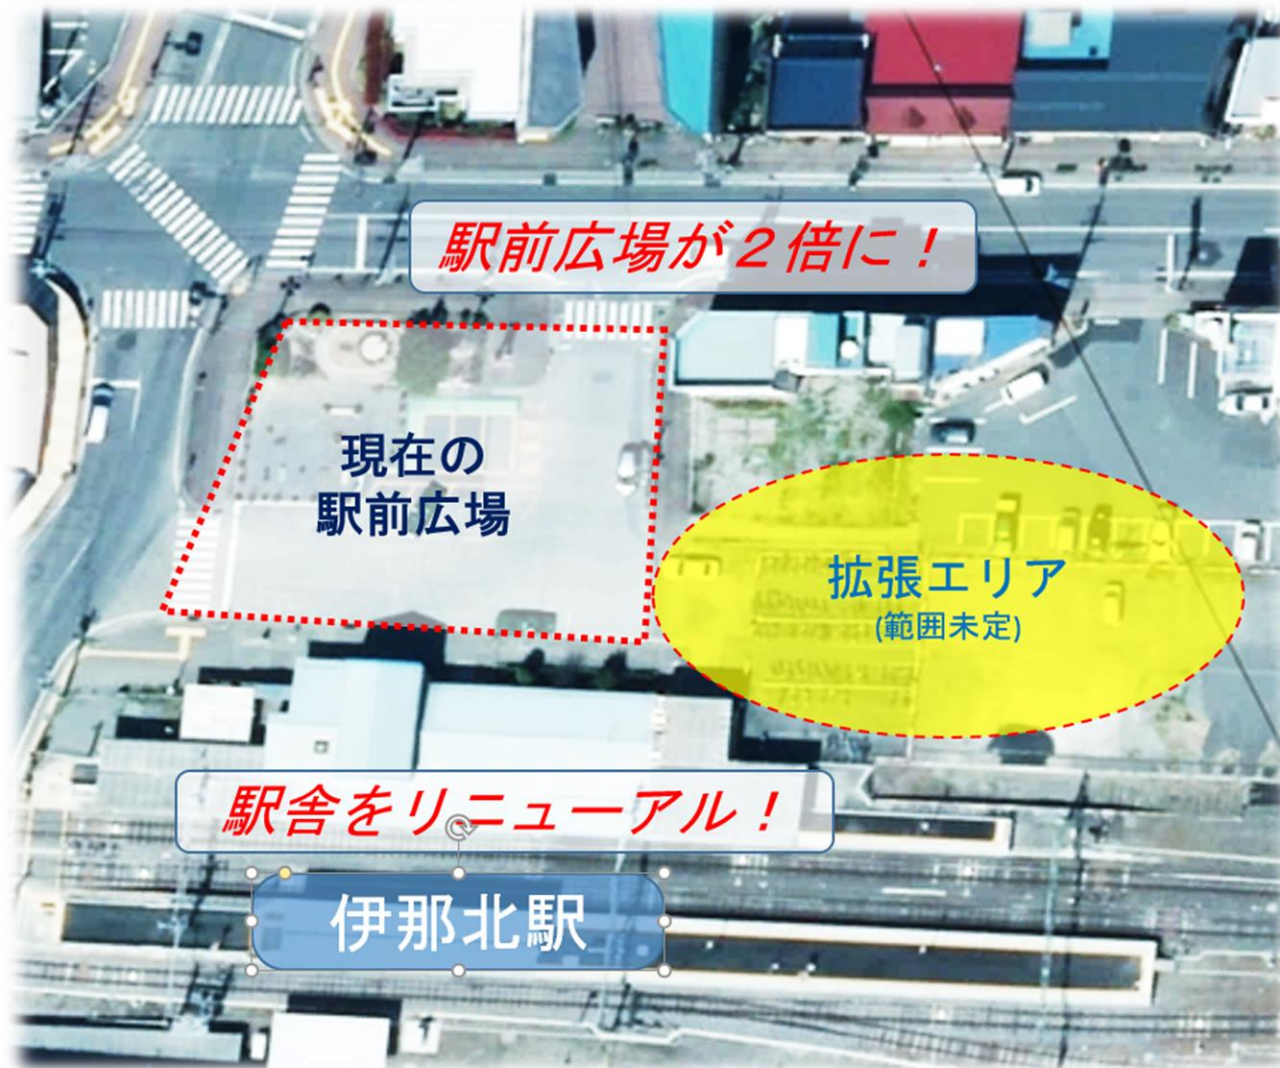 駅前広場が２倍に！
現在の
駅前広場
拡張エリア
(範囲未定)
駅舎をリニューアル！
伊那北駅